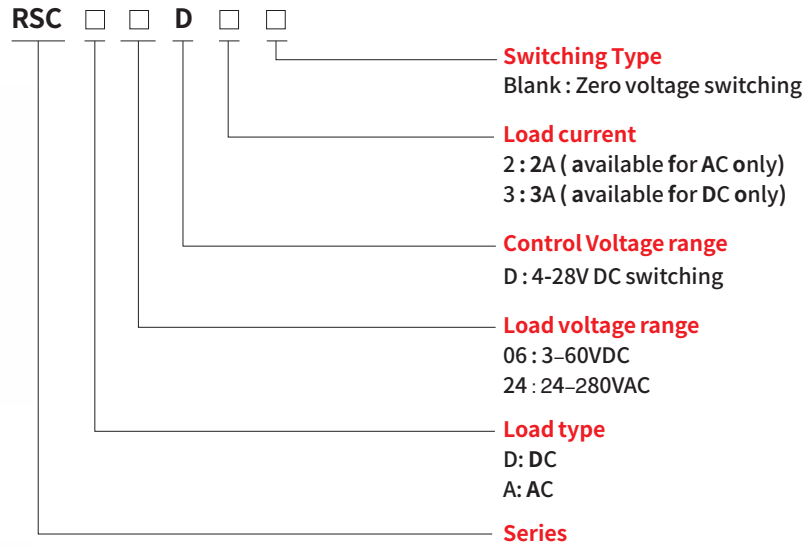 RSC □ □ D □ □
Switching Type
Blank : Zero voltage switching
Load current
2 : 2A ( available for AC only)
3 : 3A ( available for DC only)
Control Voltage range
D : 4-28V DC switching
Load voltage range
06 : 3–60VDC
24 : 24–280VAC
Load type
D: DC
A: AC
Series